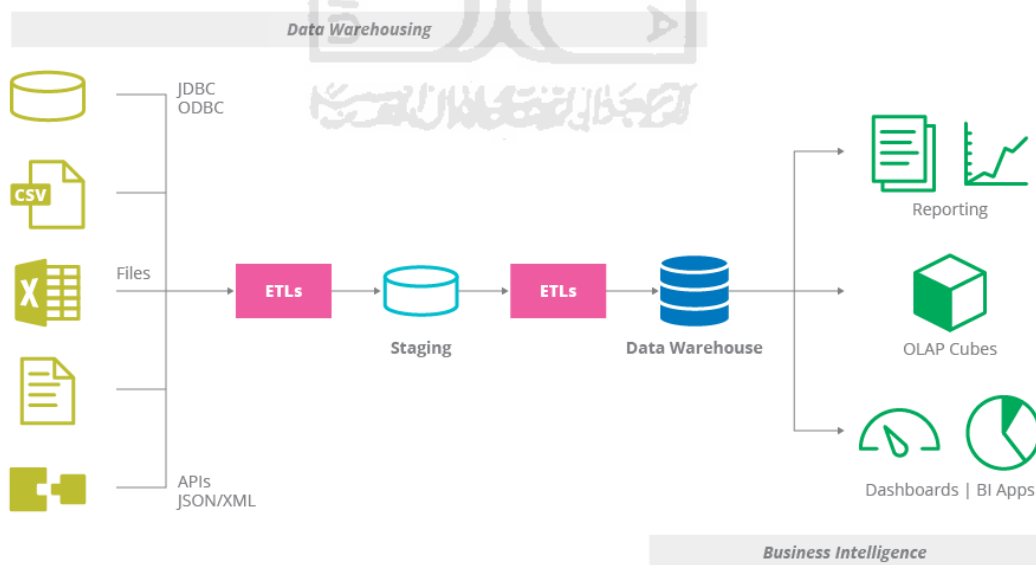 Data Warehousing
JDBC
ODBC
CSV
X
Files
ETLs
Staging
ETLs
Data Warehouse
Reporting
OLAP Cubes
Dashboards | BI Apps
APIs
JSON/XML
Business Intelligence